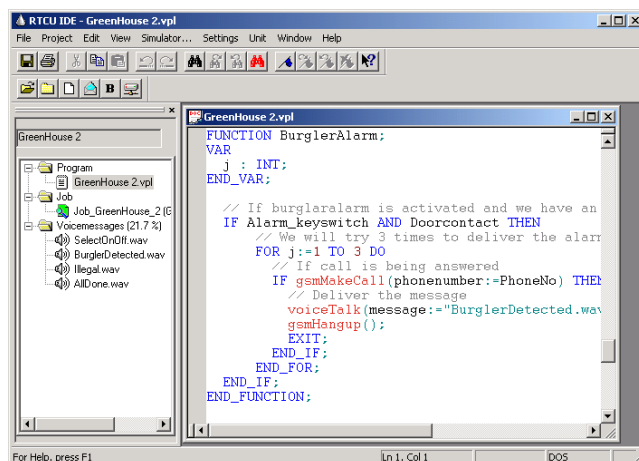 RTCU IDE - GreenHouse 2.vpl
File Project Edit View Simulator... Settings Unit Window Help
B
GreenHouse 2
Program
GreenHouse 2.vpl
Job
Job_GreenHouse_2 (G
Voicemessages (21.7 %)
SelectOnOff.wav
BurglerDetected.wav
Illegal.wav
AllDone.wav
GreenHouse 2.vpl
FUNCTION BurglerAlarm;
VAR
j : INT;
END_VAR;
// If burglaralarm is activated and we have an
IF Alarm_keyswitch AND Doorcontact THEN
// We will try 3 times to deliver the alarm
FOR j:=1 TO 3 DO
// If call is being answered
IF gsmMakeCall(phonenumber:=PhoneNo) THEN
// Deliver the message
voiceTalk(message:="BurglerDetected.wav
gsmHangup();
EXIT;
END_IF;
END_FOR;
END_IF;
END_FUNCTION;
For Help, press F1
Ln 1, Col 1
DOS